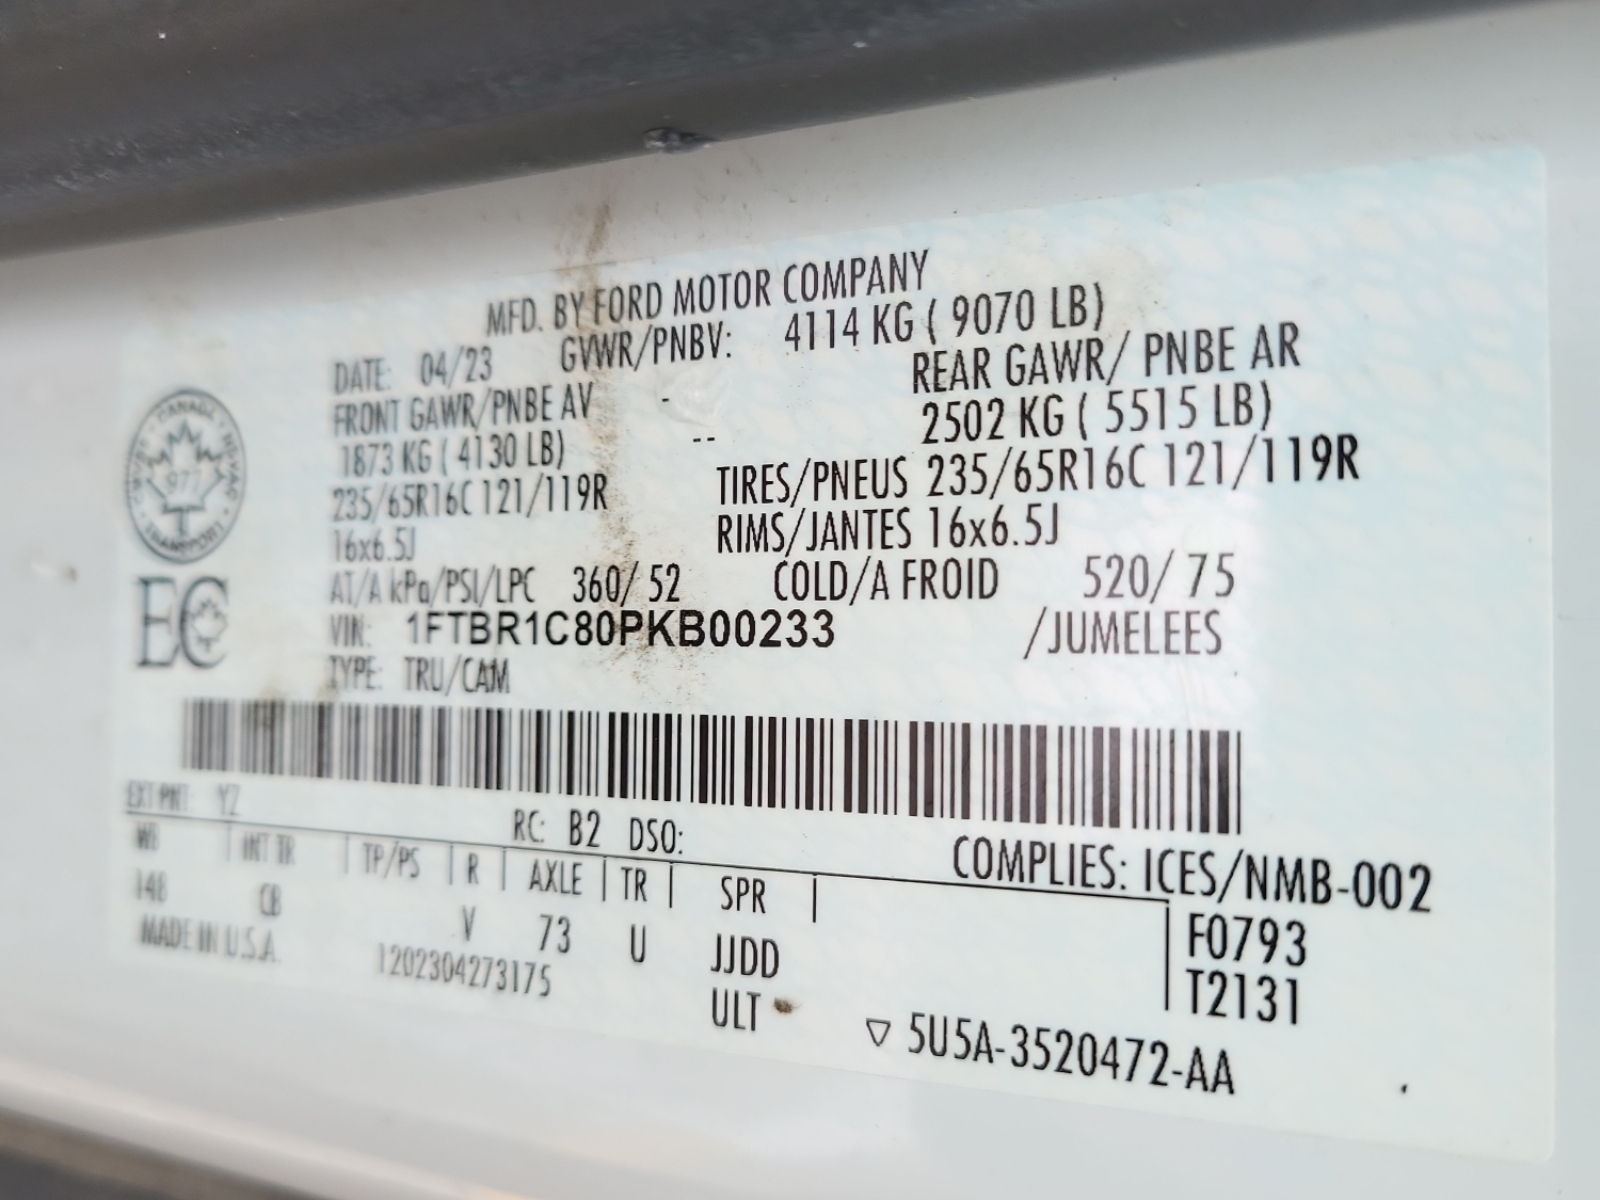 MFD. BY FORD MOTOR COMPANY
DATE: 04/23 GVWR/PNBV: 4114 KG ( 9070 LB)
FRONT GAWR/PNBE AV - REAR GAWR/ PNBE AR
1873 KG ( 4130 LB) -- 2502 KG ( 5515 LB)
235/65R16C 121/119R TIRES/PNEUS 235/65R16C 121/119R
16x6.5J RIMS/JANTES 16x6.5J
AT/A kPa/PSI/LPC 360/ 52 COLD/A FROID 520/ 75
VIN: 1FTBR1C80PKB00233 /JUMELEES
TYPE: TRU/CAM
CANADA
TRANSPORT
977
EC
EXT PNT: YZ RC: B2 DSO:
WB | INT TR | TP/PS | R | AXLE | TR | SPR |
148 CB V 73 U JJDD
MADE IN U.S.A. 1202304273175 ULT
COMPLIES: ICES/NMB-002
F0793
T2131
▽ 5U5A-3520472-AA